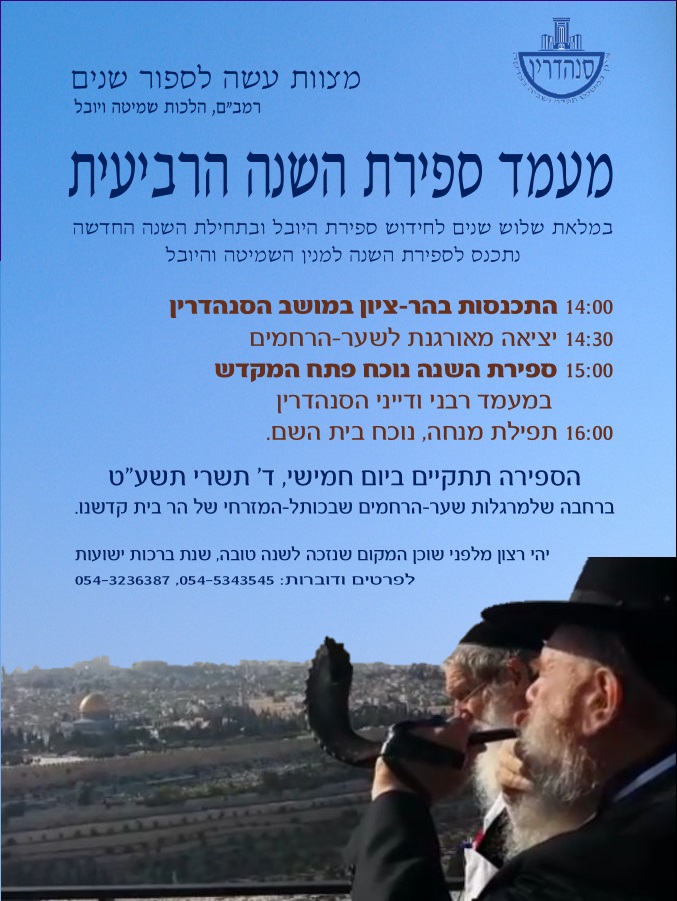 סנהדרין
מצוות עשה לספור שנים
רמב"ם, הלכות שמיטה ויובל
מעמד ספירת השנה הרביעית
במלאת שלוש שנים לחידוש ספירת היובל ובתחילת השנה החדשה
נתכנס לספירת השנה למנין השמיטה והיובל
14:00 התכנסות בהר-ציון במושב הסנהדרין
14:30 יציאה מאורגנת לשער-הרחמים
15:00 ספירת השנה נוכח פתח המקדש
במעמד רבני ודייני הסנהדרין
16:00 תפילת מנחה, נוכח בית השם.
הספירה תתקיים ביום חמישי, ד' תשרי תשע"ט
ברחבה שלמרגלות שער-הרחמים שבכותל-המזרחי של הר בית קדשנו.
יהי רצון מלפני שוכן המקום שנזכה לשנה טובה, שנת ברכות ישועות
לפרטים ודוברות: 054-5343545, 054-3236387